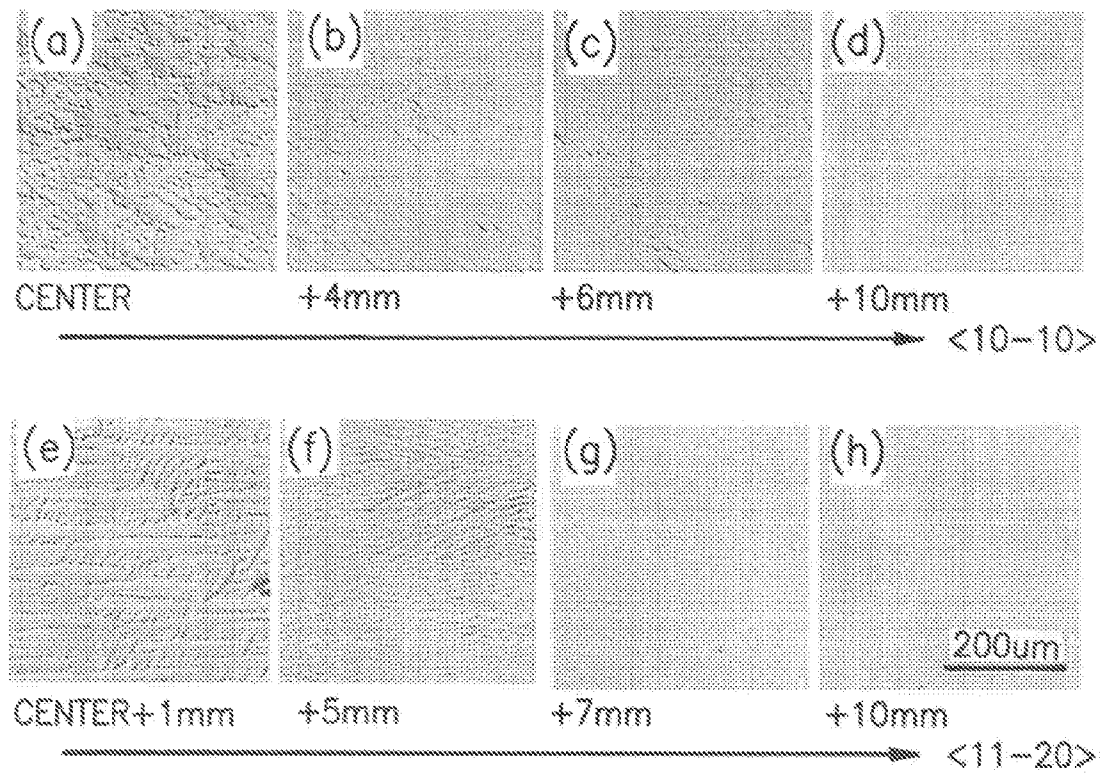 (a) (b) (c) (d)
CENTER +4mm +6mm +10mm
<10-10>
(e) (f) (g) (h)
200um
CENTER+1mm +5mm +7mm +10mm
<11-20>